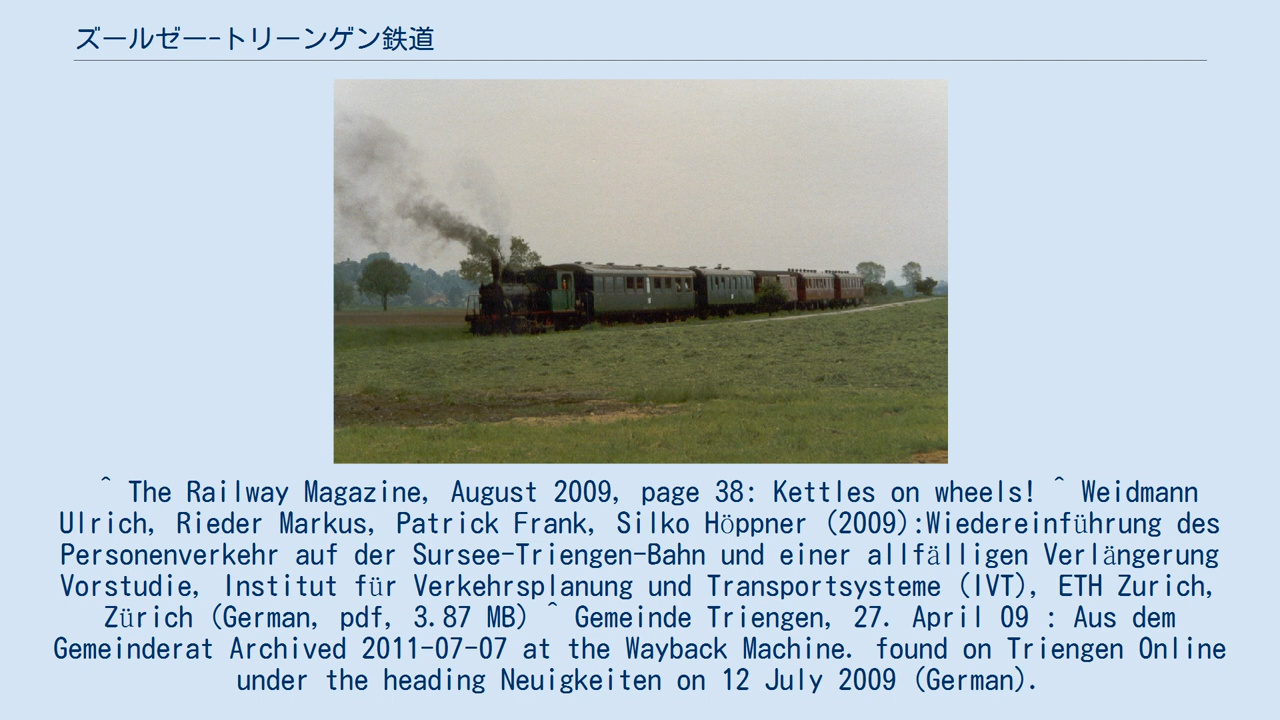 ズールゼー-トリーンゲン鉄道
^ The Railway Magazine, August 2009, page 38: Kettles on wheels! ^ Weidmann
Ulrich, Rieder Markus, Patrick Frank, Silko Höppner (2009):Wiedereinführung des
Personenverkehr auf der Sursee-Triengen-Bahn und einer allfälligen Verlängerung
Vorstudie, Institut für Verkehrsplanung und Transportsysteme (IVT), ETH Zurich,
Zürich (German, pdf, 3.87 MB) ^ Gemeinde Triengen, 27. April 09 : Aus dem
Gemeinderat Archived 2011-07-07 at the Wayback Machine. found on Triengen Online
under the heading Neuigkeiten on 12 July 2009 (German).